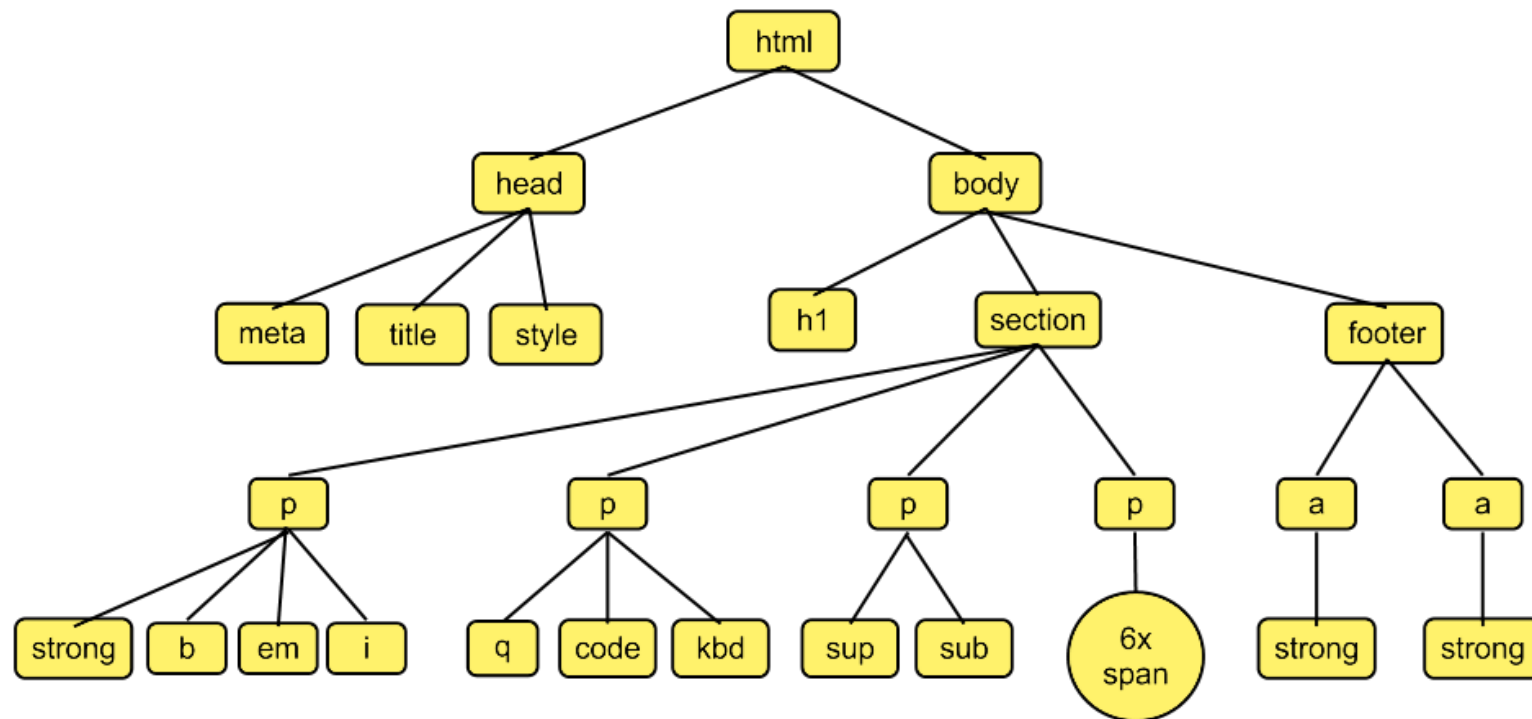 html
head
body
meta
title
style
h1
section
footer
p
p
p
p
a
a
strong
b
em
i
q
code
kbd
sup
sub
6x
span
strong
strong